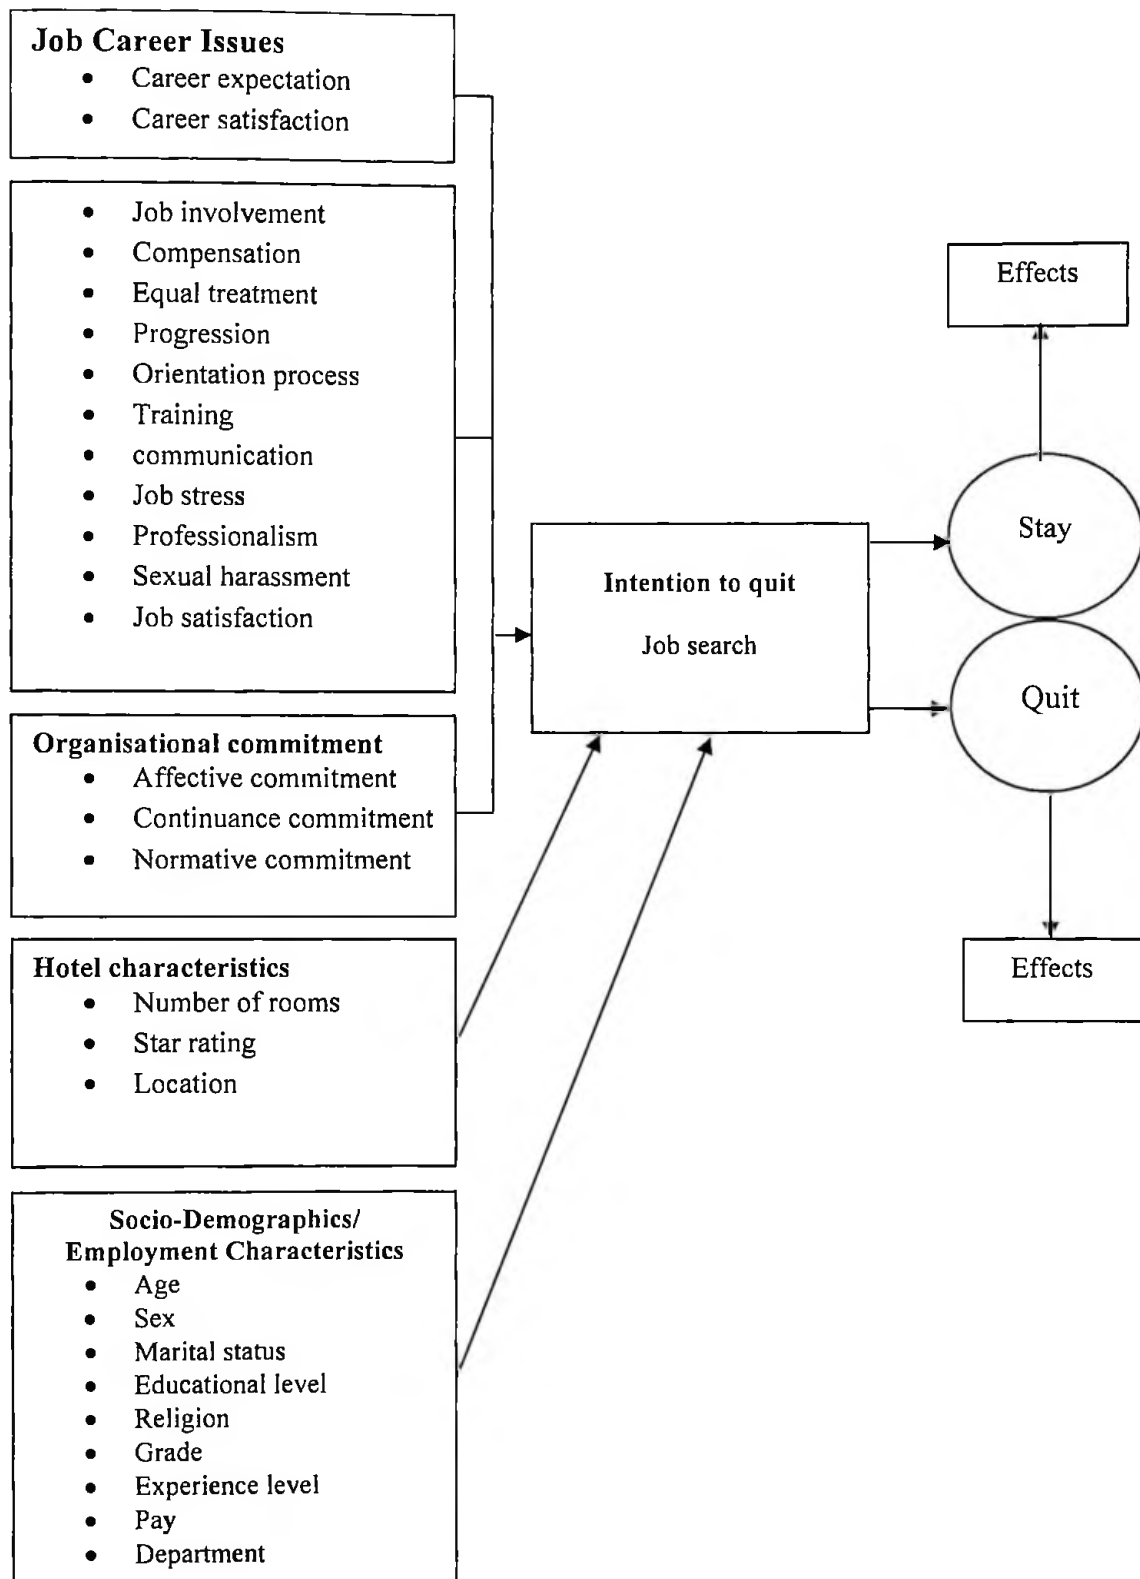 Job Career Issues
• Career expectation
• Career satisfaction
• Job involvement
• Compensation
• Equal treatment
• Progression
• Orientation process
• Training
• communication
• Job stress
• Professionalism
• Sexual harassment
• Job satisfaction
Organisational commitment
• Affective commitment
• Continuance commitment
• Normative commitment
Hotel characteristics
• Number of rooms
• Star rating
• Location
Socio-Demographics/
Employment Characteristics
• Age
• Sex
• Marital status
• Educational level
• Religion
• Grade
• Experience level
• Pay
• Department
Intention to quit
Job search
Effects
Stay
Quit
Effects